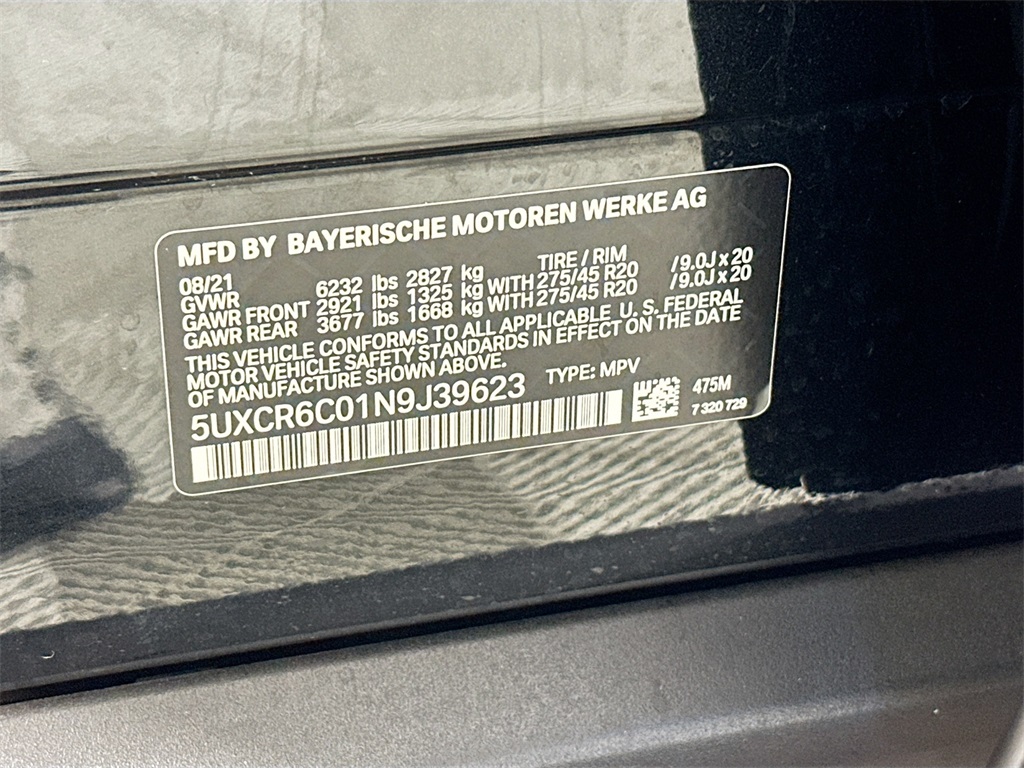 MFD BY BAYERISCHE MOTOREN WERKE AG
08/21 TIRE / RIM
GVWR 6232 lbs 2827 kg
GAWR FRONT 2921 lbs 1325 kg WITH 275/45 R20 /9.0J x 20
GAWR REAR 3677 lbs 1668 kg WITH 275/45 R20 /9.0J x 20
THIS VEHICLE CONFORMS TO ALL APPLICABLE U. S. FEDERAL
MOTOR VEHICLE SAFETY STANDARDS IN EFFECT ON THE DATE
OF MANUFACTURE SHOWN ABOVE.
5UXCR6C01N9J39623 TYPE: MPV
475M
7 320 729